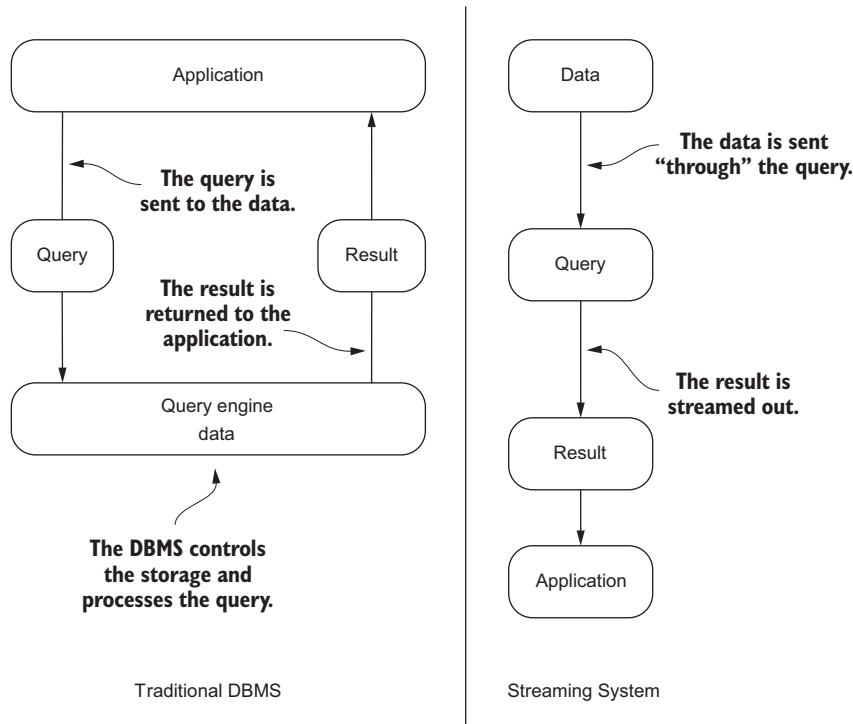 Application
The query is
sent to the data.
Query
Result
The result is
returned to the
application.
Query engine
data
The DBMS controls
the storage and
processes the query.
Traditional DBMS
Data
The data is sent
“through” the query.
Query
The result is
streamed out.
Result
Application
Streaming System